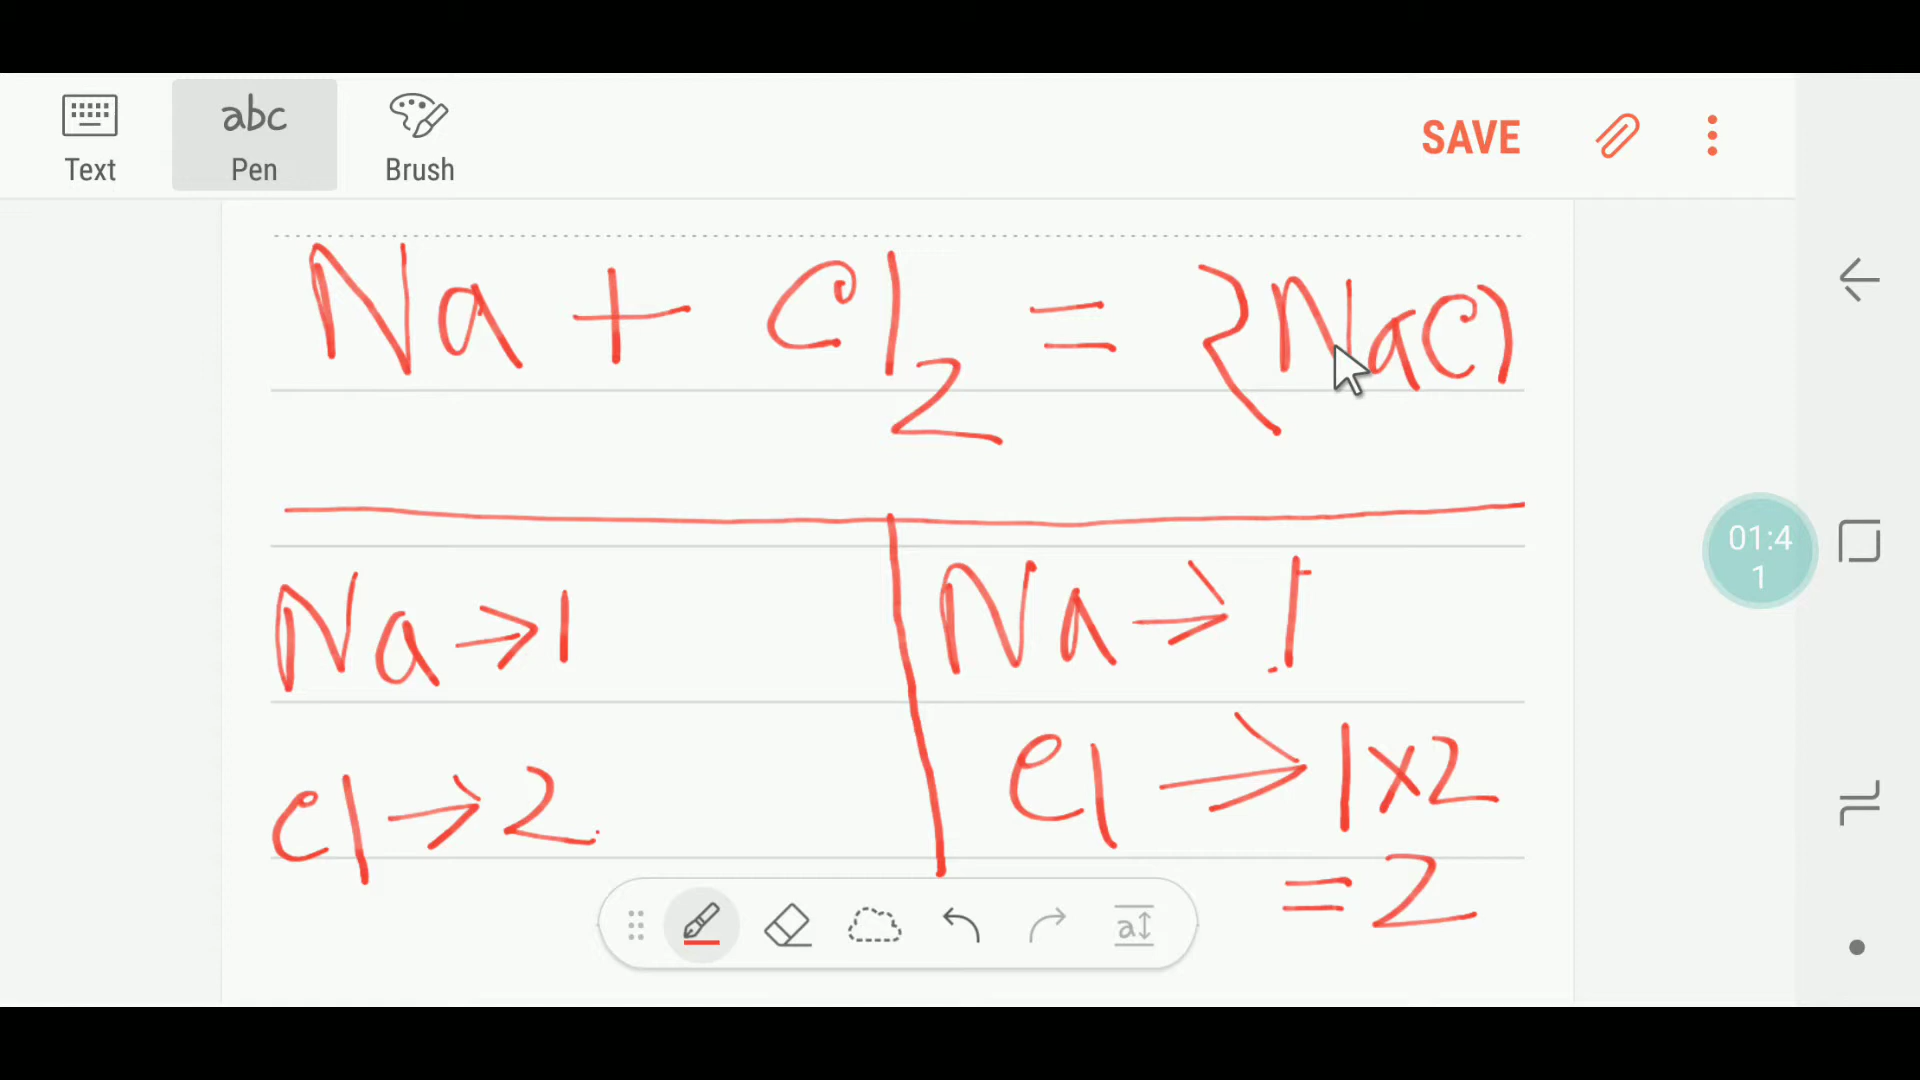 Text
abc
Pen
Brush
SAVE
Na + Cl₂ = 2NaCl
01:4
1
Na → 1
Na → 1
Cl → 2
Cl → 1x2
= 2
a